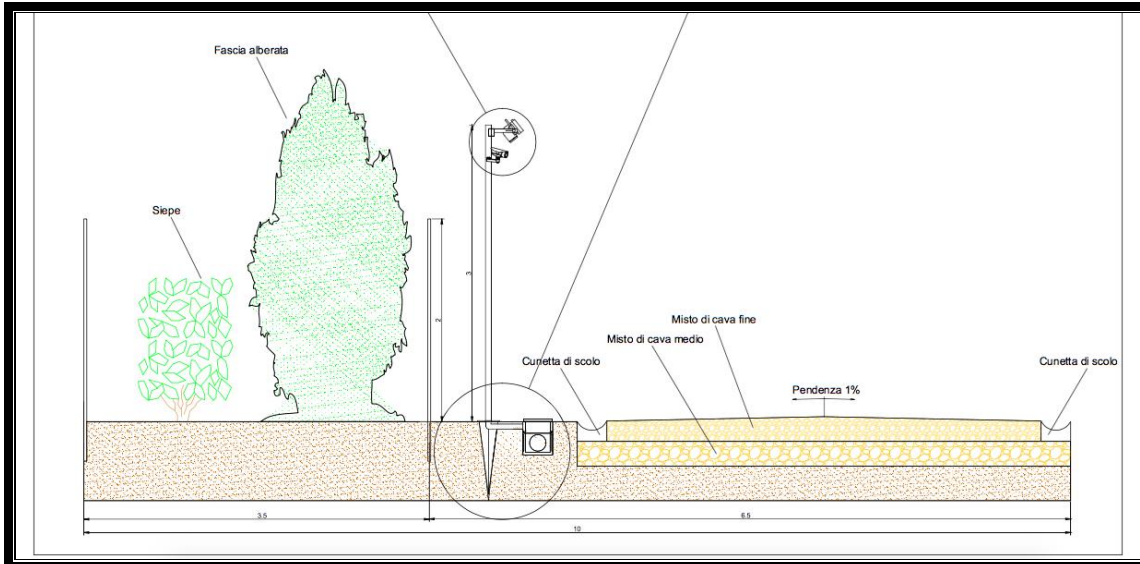 Fascia alberata
Siepe
3
2
Misto di cava fine
Misto di cava medio
Cunetta di scolo
Cunetta di scolo
Pendenza 1%
3.5
6.5
10